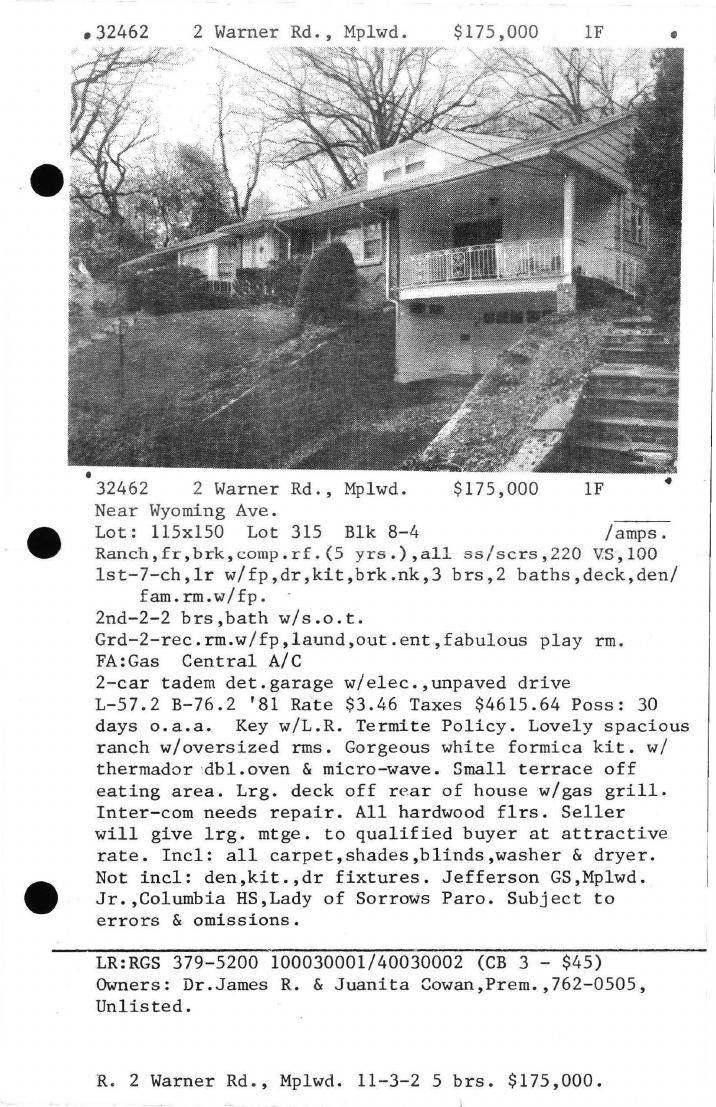 32462 2 Warner Rd., Mplwd. $175,000 1F
32462 2 Warner Rd., Mplwd. $175,000 1F
Near Wyoming Ave.
Lot: 115x150 Lot 315 Blk 8-4 /amps.
Ranch,fr,brk,comp.rf.(5 yrs.),all ss/scrs,220 VS,100
1st-7-ch,lr w/fp,dr,kit,brk.nk,3 brs,2 baths,deck,den/
fam.rm.w/fp.
2nd-2-2 brs,bath w/s.o.t.
Grd-2-rec.rm.w/fp,laund,out.ent,fabulous play rm.
FA:Gas Central A/C
2-car tadem det.garage w/elec.,unpaved drive
L-57.2 B-76.2 '81 Rate $3.46 Taxes $4615.64 Poss: 30
days o.a.a. Key w/L.R. Termite Policy. Lovely spacious
ranch w/oversized rms. Gorgeous white formica kit. w/
thermador dbl.oven & micro-wave. Small terrace off
eating area. Lrg. deck off rear of house w/gas grill.
Inter-com needs repair. All hardwood flrs. Seller
will give lrg. mtge. to qualified buyer at attractive
rate. Incl: all carpet,shades,blinds,washer & dryer.
Not incl: den,kit.,dr fixtures. Jefferson GS,Mplwd.
Jr.,Columbia HS,Lady of Sorrows Paro. Subject to
errors & omissions.
LR:RGS 379-5200 100030001/40030002 (CB 3 - $45)
Owners: Dr.James R. & Juanita Cowan,Prem.,762-0505,
Unlisted.
R. 2 Warner Rd., Mplwd. 11-3-2 5 brs. $175,000.